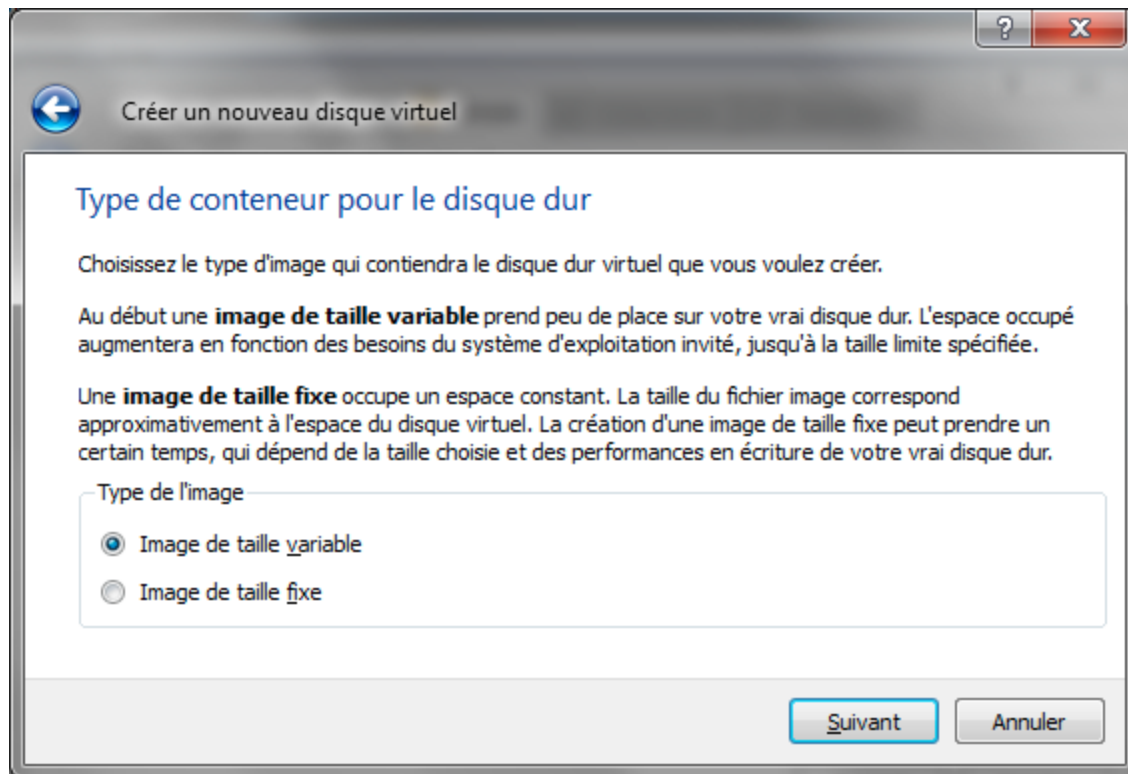 Créer un nouveau disque virtuel
Type de conteneur pour le disque dur
Choisissez le type d'image qui contiendra le disque dur virtuel que vous voulez créer.
Au début une image de taille variable prend peu de place sur votre vrai disque dur. L'espace occupé
augmentera en fonction des besoins du système d'exploitation invité, jusqu'à la taille limite spécifiée.
Une image de taille fixe occupe un espace constant. La taille du fichier image correspond
approximativement à l'espace du disque virtuel. La création d'une image de taille fixe peut prendre un
certain temps, qui dépend de la taille choisie et des performances en écriture de votre vrai disque dur.
Type de l'image
Image de taille variable
Image de taille fixe
Suivant Annuler